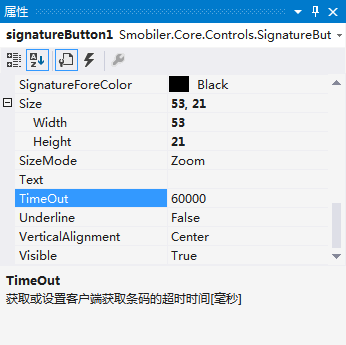 属性
signatureButton1 Smobiler.Core.Controls.SignatureBut
SignatureForeColor Black
Size 53, 21
Width 53
Height 21
SizeMode Zoom
Text
TimeOut 60000
Underline False
VerticalAlignment Center
Visible True
TimeOut
获取或设置客户端获取条码的超时时间[毫秒]